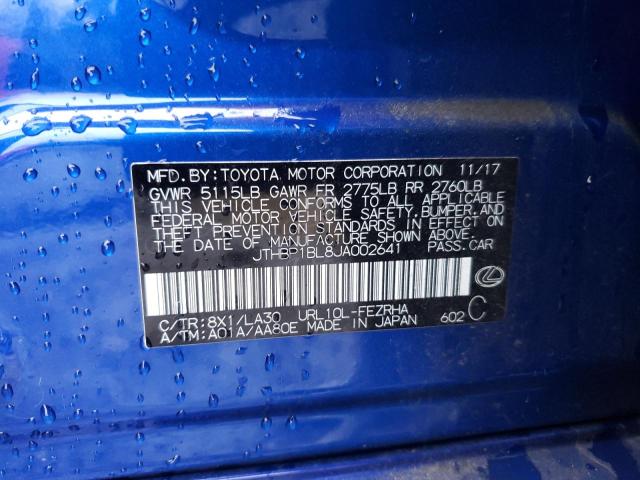 MFD.BY:TOYOTA MOTOR CORPORATION 11/17
GVWR 5115LB GAWR FR 2775LB RR 2760LB
THIS VEHICLE CONFORMS TO ALL APPLICABLE
FEDERAL MOTOR VEHICLE SAFETY,BUMPER,AND
THEFT PREVENTION STANDARDS IN EFFECT ON
THE DATE OF MANUFACTURE SHOWN ABOVE.
JTHBP1BL8JA002641 PASS.CAR
C/TR:8X1/LA30 URL10L-FEZRHA
A/TM:A01A/AA80E MADE IN JAPAN 602 C